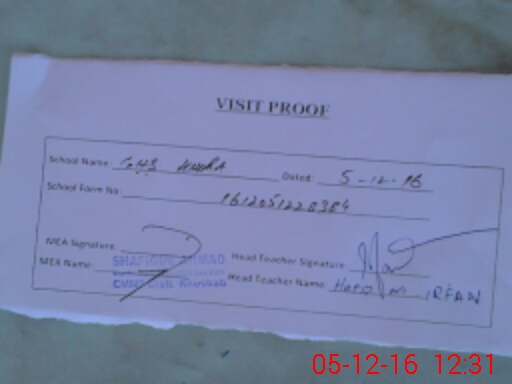 VISIT PROOF
School Name: GHS Dated: 5-12-16
School Form No 1612051220384
MEA Signature: Head Teacher Signature
MEA Name: SHAFIQUE AHMAD Head Teacher Name: IRFAN
05-12-16 12:31